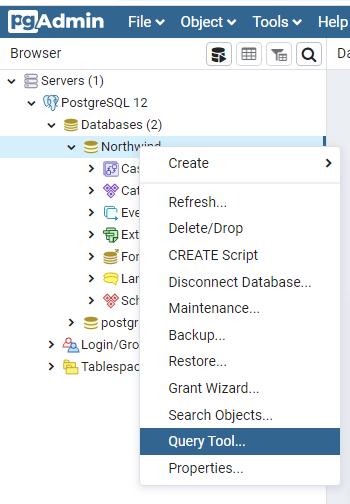 pgAdmin File Object Tools Help
Browser
Servers (1)
PostgreSQL 12
Databases (2)
Northwind
Create
Refresh...
Delete/Drop
CREATE Script
Disconnect Database...
Maintenance...
Backup...
Restore...
Grant Wizard...
Search Objects...
Query Tool...
Properties...
Cas
Cat
Eve
Ext
For
Lan
Sch
postgr
Login/Gro
Tablespac